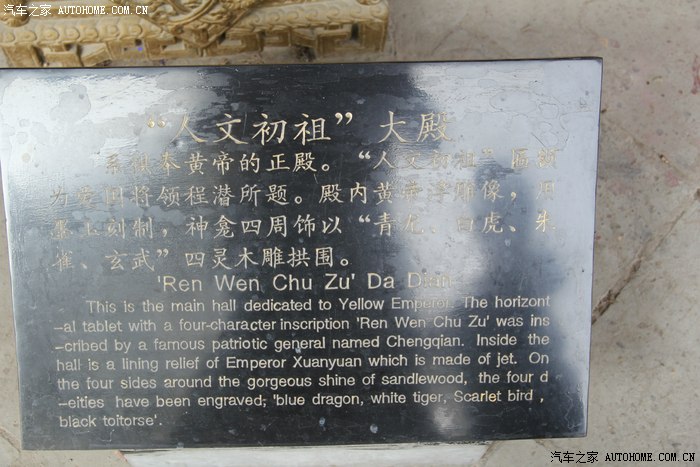 汽车之家 AUTOHOME.COM.CN
“人文初祖”大殿
系供奉黄帝的正殿。“人文初祖”匾额
为爱国将领程潜所题。殿内黄帝浮雕像，用
墨玉刻制，神龛四周饰以“青龙、白虎、朱
雀、玄武”四灵木雕拱围。
'Ren Wen Chu Zu' Da Dian
This is the main hall dedicated to Yellow Emperor. The horizont
-al tablet with a four-character inscription 'Ren Wen Chu Zu' was ins
-cribed by a famous patriotic general named Chengqian. Inside the
hall is a lining relief of Emperor Xuanyuan which is made of jet. On
the four sides around the gorgeous shine of sandlewood, the four d
-eities have been engraved; 'blue dragon, white tiger, Scarlet bird ,
black toitorse'.
汽车之家 AUTOHOME.COM.CN